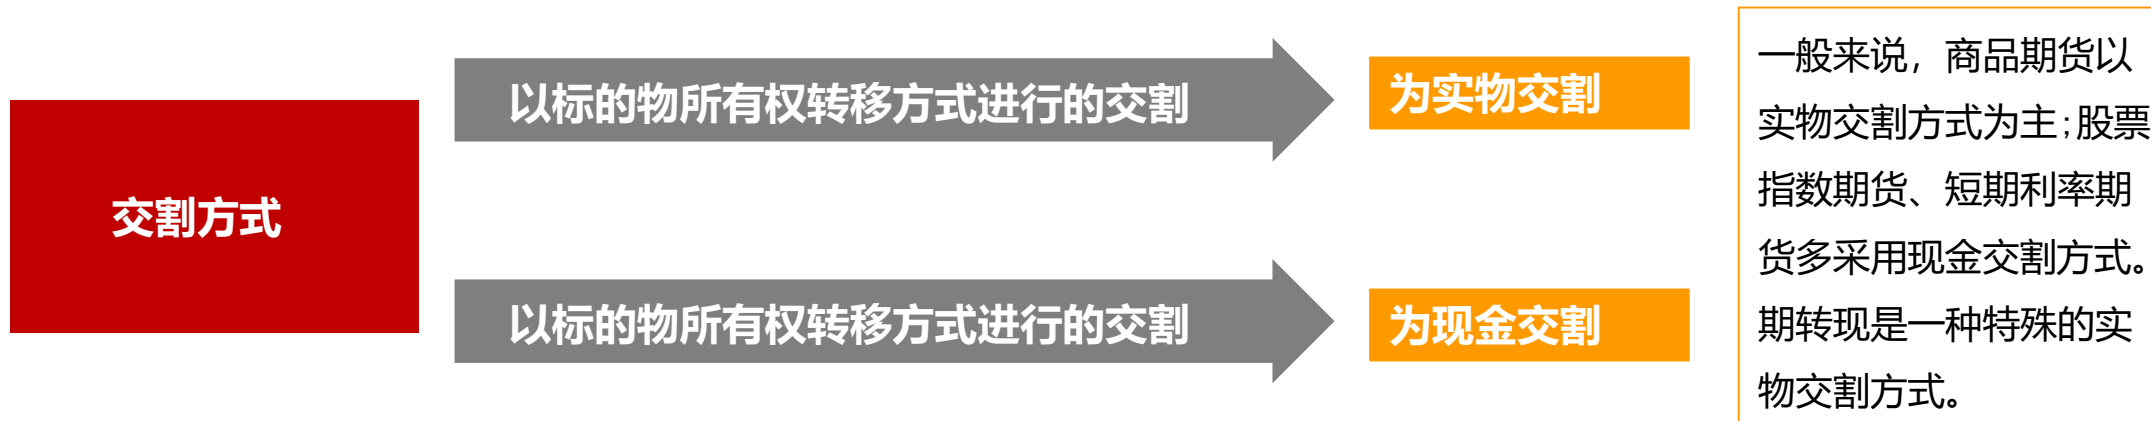 交割方式
以标的物所有权转移方式进行的交割
为实物交割
以标的物所有权转移方式进行的交割
为现金交割
一般来说，商品期货以
实物交割方式为主；股票
指数期货、短期利率期
货多采用现金交割方式。
期转现是一种特殊的实
物交割方式。